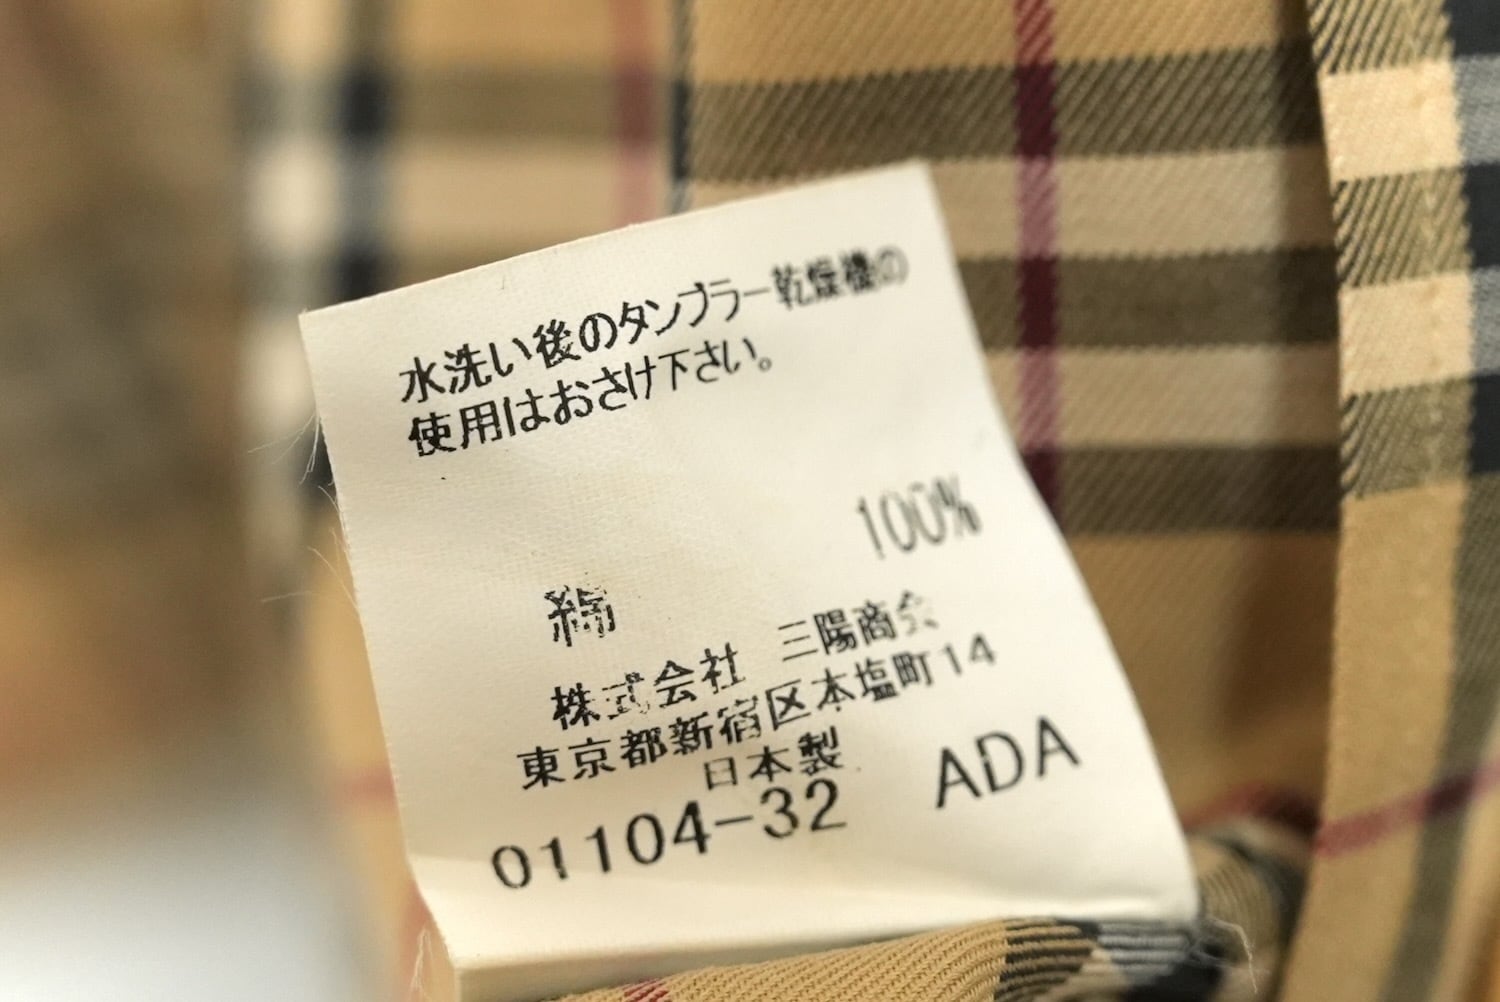 水洗い後のタンブラー乾燥機の
使用はおさけ下さい。
綿 100%
株式会社 三陽商会
東京都新宿区本塩町14
日本製
01104-32 ADA